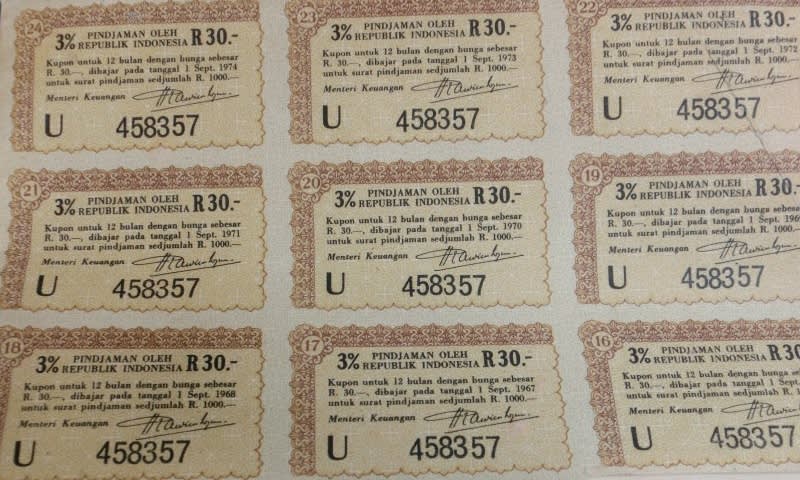 24
3% PINDJAMAN OLEH
REPUBLIK INDONESIA R 30.-
Kupon untuk 12 bulan dengan bunga sebesar
R. 30.—, dibajar pada tanggal 1 Sept. 1974
untuk surat pindjaman sedjumlah R. 1000.—
Menteri Keuangan
U 458357
23
3% PINDJAMAN OLEH
REPUBLIK INDONESIA R 30.-
Kupon untuk 12 bulan dengan bunga sebesar
R. 30.—, dibajar pada tanggal 1 Sept. 1973
untuk surat pindjaman sedjumlah R. 1000.—
Menteri Keuangan
U 458357
22
3% PINDJAMAN OLEH
REPUBLIK INDONESIA R 30.-
Kupon untuk 12 bulan dengan bunga sebesar
R. 30.—, dibajar pada tanggal 1 Sept. 1972
untuk surat pindjaman sedjumlah R. 1000.—
Menteri Keuangan
U 458357
21
3% PINDJAMAN OLEH
REPUBLIK INDONESIA R 30.-
Kupon untuk 12 bulan dengan bunga sebesar
R. 30.—, dibajar pada tanggal 1 Sept. 1971
untuk surat pindjaman sedjumlah R. 1000.—
Menteri Keuangan
U 458357
20
3% PINDJAMAN OLEH
REPUBLIK INDONESIA R 30.-
Kupon untuk 12 bulan dengan bunga sebesar
R. 30.—, dibajar pada tanggal 1 Sept. 1970
untuk surat pindjaman sedjumlah R. 1000.—
Menteri Keuangan
U 458357
19
3% PINDJAMAN OLEH
REPUBLIK INDONESIA R 30.-
Kupon untuk 12 bulan dengan bunga sebesar
R. 30.—, dibajar pada tanggal 1 Sept.
untuk surat pindjaman sedjumlah R. 1000.—
Menteri Keuangan
U 458357
18
3% PINDJAMAN OLEH
REPUBLIK INDONESIA R 30.-
Kupon untuk 12 bulan dengan bunga sebesar
R. 30.—, dibajar pada tanggal 1 Sept. 1968
untuk surat pindjaman sedjumlah R. 1000.—
Menteri Keuangan
U 458357
17
3% PINDJAMAN OLEH
REPUBLIK INDONESIA R 30.-
Kupon untuk 12 bulan dengan bunga sebesar
R. 30.—, dibajar pada tanggal 1 Sept. 1967
untuk surat pindjaman sedjumlah R. 1000.—
Menteri Keuangan
U 458357
16
3% PINDJAMAN OLEH
REPUBLIK INDONESIA R 30
Kupon untuk 12 bulan dengan bunga
R. 30.—, dibajar pada tanggal 1 Sept.
untuk surat pindjaman sedjumlah R. 1000.
Menteri Keuangan
U 458357